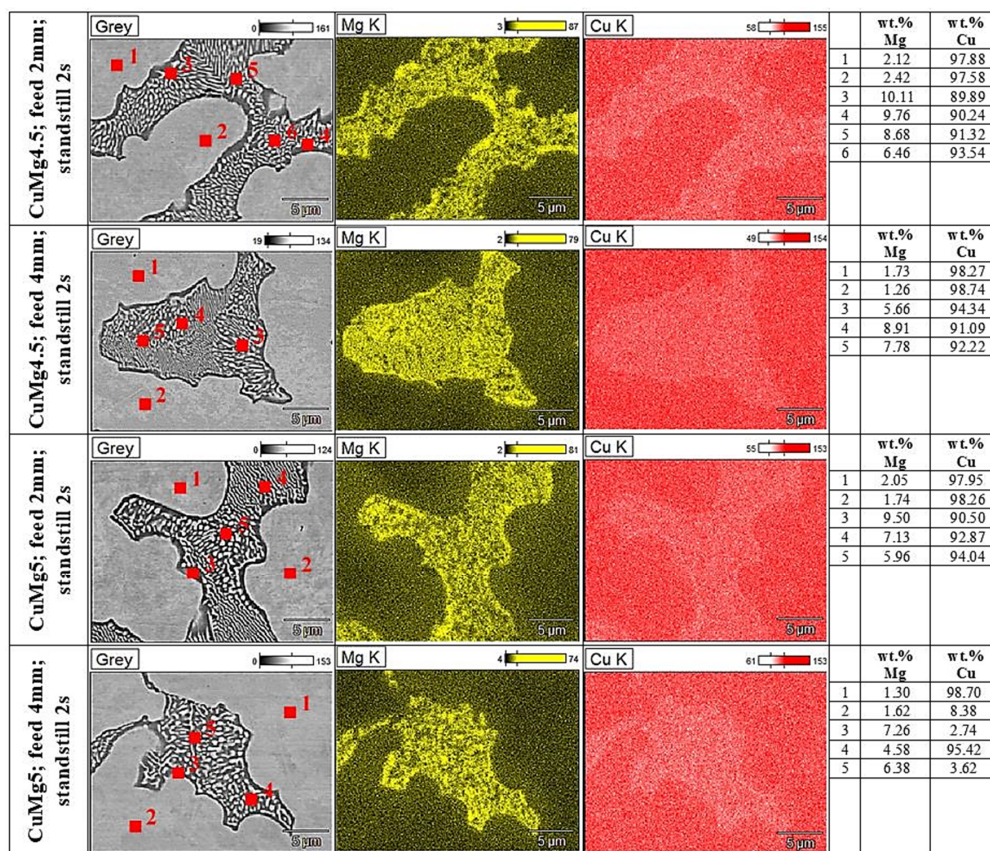 CuMg4.5; feed 2mm;
standstill 2s
Grey 0 161
1
3
5
2
6
4
5 µm
Mg K 3 87
5 µm
Cu K 58 155
5 µm
wt.% Mg wt.% Cu
1 2.12 97.88
2 2.42 97.58
3 10.11 89.89
4 9.76 90.24
5 8.68 91.32
6 6.46 93.54
CuMg4.5; feed 4mm;
standstill 2s
Grey 19 134
1
4
5
3
2
5 µm
Mg K 2 79
5 µm
Cu K 49 154
5 µm
wt.% Mg wt.% Cu
1 1.73 98.27
2 1.26 98.74
3 5.66 94.34
4 8.91 91.09
5 7.78 92.22
CuMg5; feed 2mm;
standstill 2s
Grey 0 124
1
4
5
3
2
5 µm
Mg K 2 81
5 µm
Cu K 55 153
5 µm
wt.% Mg wt.% Cu
1 2.05 97.95
2 1.74 98.26
3 9.50 90.50
4 7.13 92.87
5 5.96 94.04
CuMg5; feed 4mm;
standstill 2s
Grey 0 153
1
5
3
4
2
5 µm
Mg K 4 74
5 µm
Cu K 61 153
5 µm
wt.% Mg wt.% Cu
1 1.30 98.70
2 1.62 8.38
3 7.26 2.74
4 4.58 95.42
5 6.38 3.62